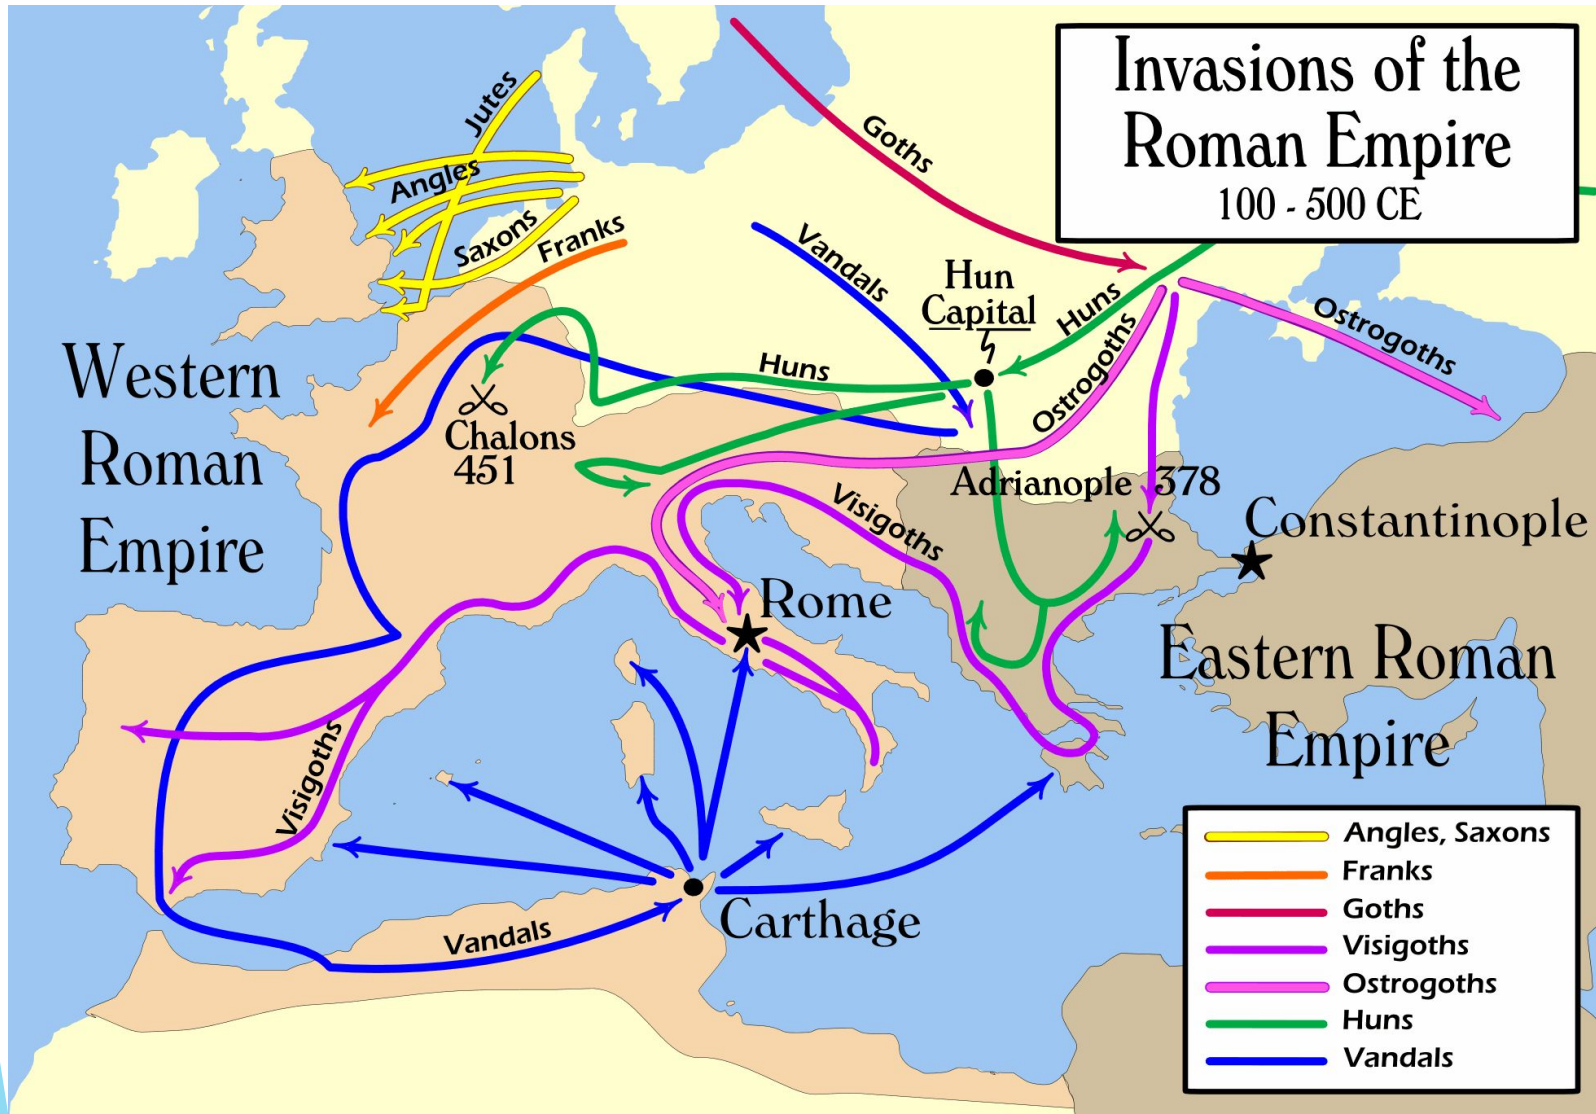 Invasions of the
Roman Empire
100 - 500 CE
Jutes
Angles
Saxons
Franks
Goths
Vandals
Hun
Capital
Huns
Ostrogoths
Ostrogoths
Huns
Western
Roman
Empire
Chalons
451
Adrianople 378
Visigoths
Constantinople
Rome
Eastern Roman
Empire
Visigoths
Carthage
Vandals
Angles, Saxons
Franks
Goths
Visigoths
Ostrogoths
Huns
Vandals